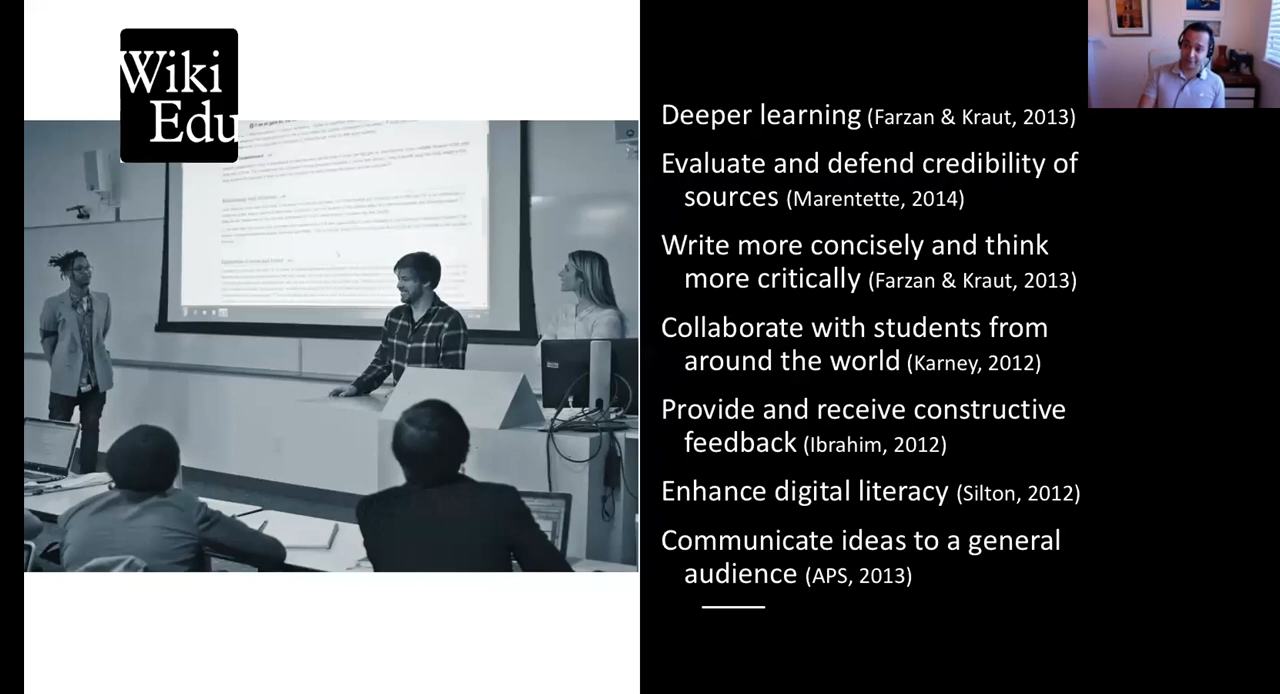 Wiki
Edu
Deeper learning (Farzan & Kraut, 2013)
Evaluate and defend credibility of
sources (Marentette, 2014)
Write more concisely and think
more critically (Farzan & Kraut, 2013)
Collaborate with students from
around the world (Karney, 2012)
Provide and receive constructive
feedback (Ibrahim, 2012)
Enhance digital literacy (Silton, 2012)
Communicate ideas to a general
audience (APS, 2013)